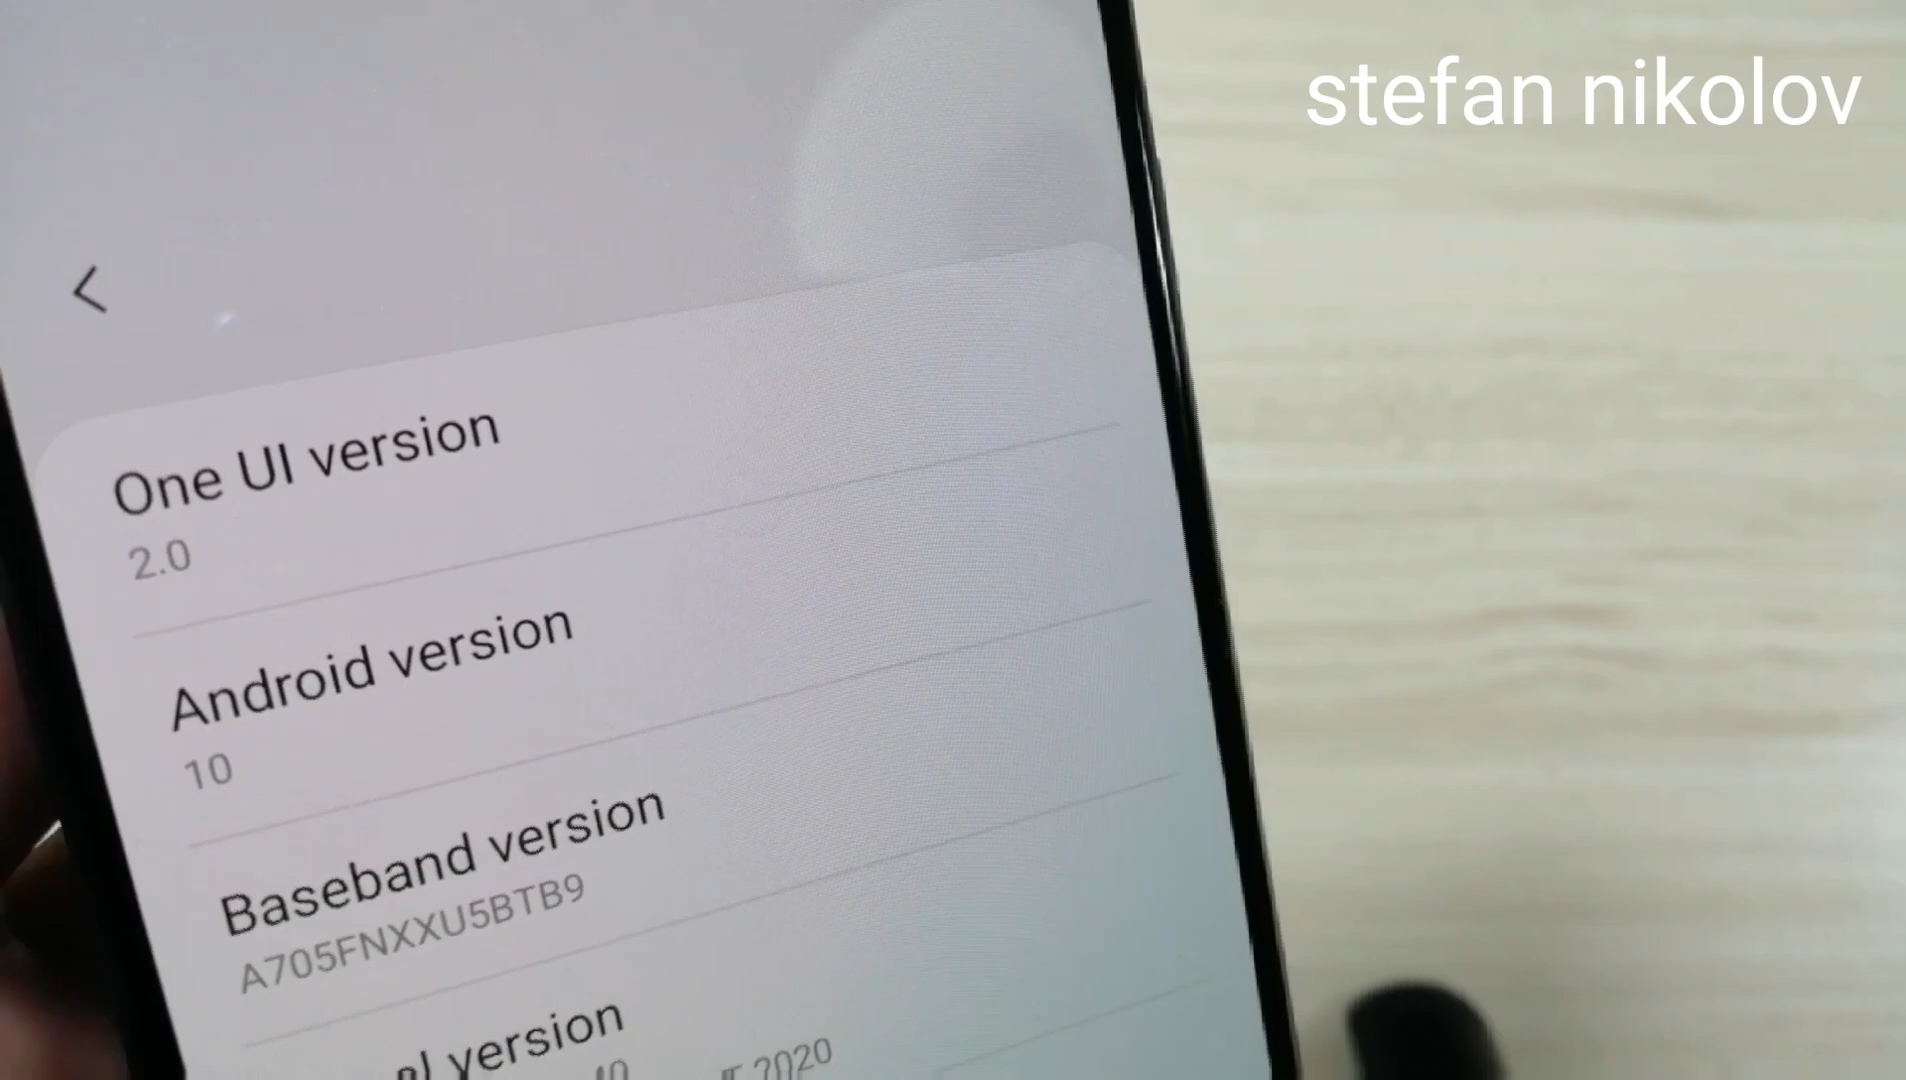 stefan nikolov
One UI version
2.0
Android version
10
Baseband version
A705FNXXU5BTB9
version
2020